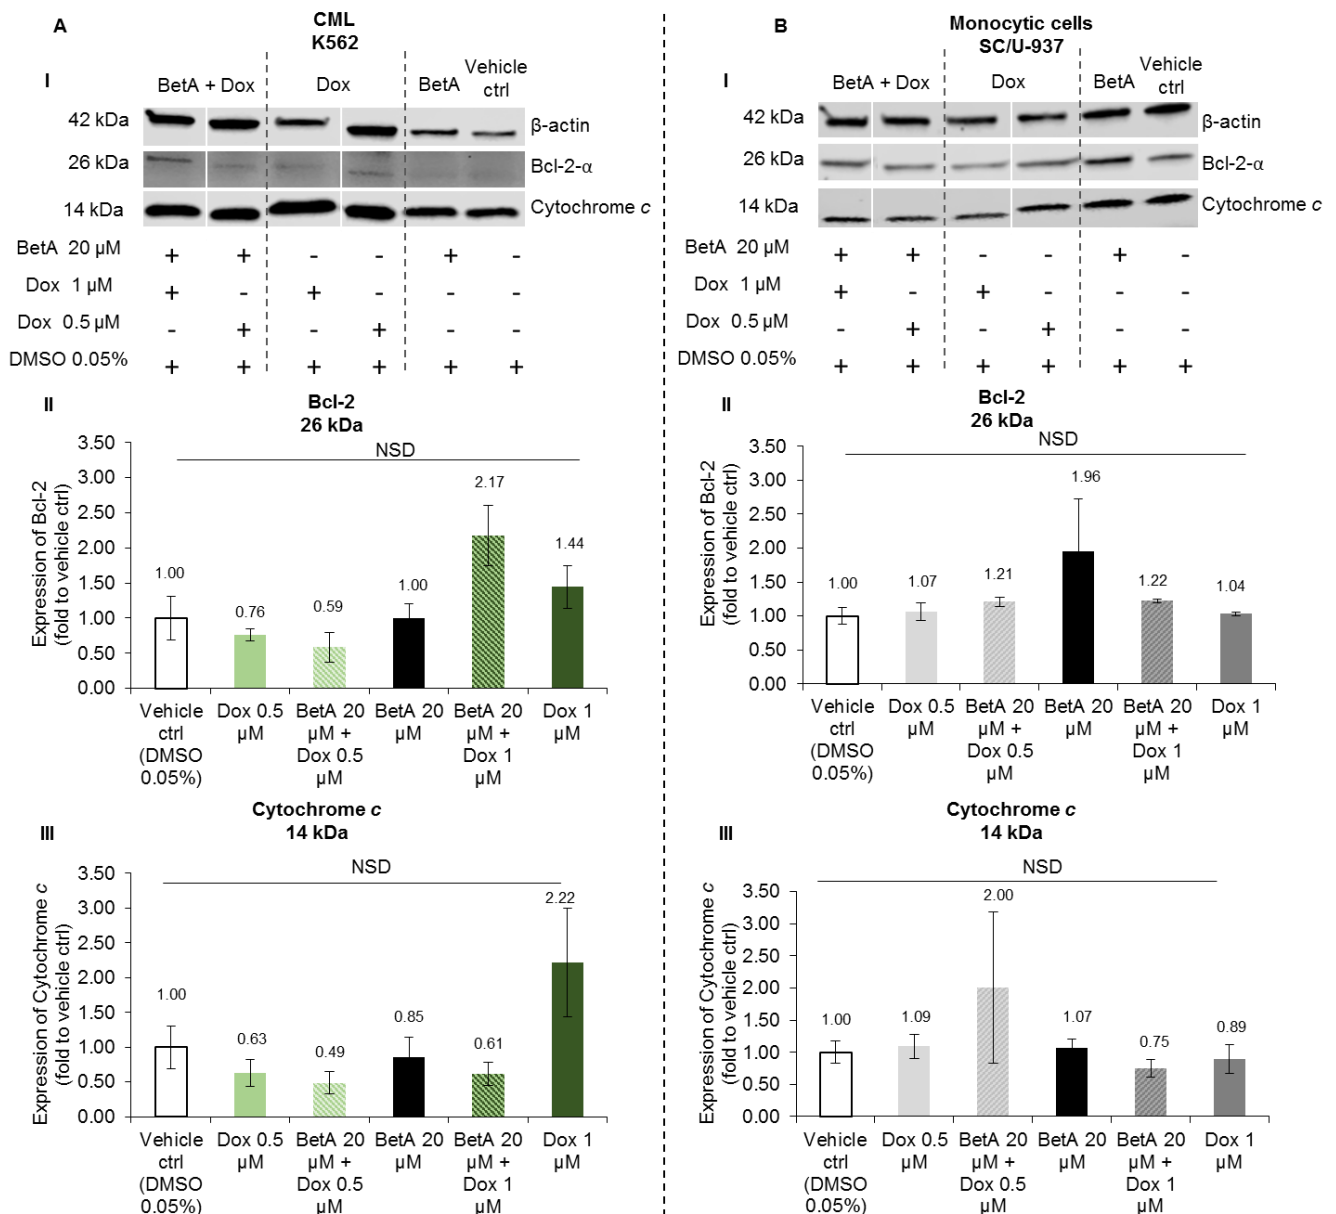 A
CML
K562
I
BetA + Dox
Dox
BetA
Vehicle
ctrl
42 kDa
β-actin
26 kDa
Bcl-2-α
14 kDa
Cytochrome c
BetA 20 µM + + - - + -
Dox 1 µM + - + - - -
Dox 0.5 µM - + - + - -
DMSO 0.05% + + + + + +
II
Bcl-2
26 kDa
NSD
Expression of Bcl-2
(fold to vehicle ctrl)
3.50
3.00
2.50
2.00
1.50
1.00
0.50
0.00
1.00
0.76
0.59
1.00
2.17
1.44
Vehicle
ctrl
(DMSO
0.05%)
Dox 0.5
µM
BetA 20
µM +
Dox 0.5
µM
BetA 20
µM
BetA 20
µM +
Dox 1
µM
Dox 1
µM
III
Cytochrome c
14 kDa
NSD
Expression of Cytochrome c
(fold to vehicle ctrl)
3.50
3.00
2.50
2.00
1.50
1.00
0.50
0.00
1.00
0.63
0.49
0.85
0.61
2.22
Vehicle
ctrl
(DMSO
0.05%)
Dox 0.5
µM
BetA 20
µM +
Dox 0.5
µM
BetA 20
µM
BetA 20
µM +
Dox 1
µM
Dox 1
µM
B
Monocytic cells
SC/U-937
I
BetA + Dox
Dox
BetA
Vehicle
ctrl
42 kDa
β-actin
26 kDa
Bcl-2-α
14 kDa
Cytochrome c
BetA 20 µM + + - - + -
Dox 1 µM + - + - - -
Dox 0.5 µM - + - + - -
DMSO 0.05% + + + + + +
II
Bcl-2
26 kDa
NSD
Expression of Bcl-2
(fold to vehicle ctrl)
3.50
3.00
2.50
2.00
1.50
1.00
0.50
0.00
1.00
1.07
1.21
1.96
1.22
1.04
Vehicle
ctrl
(DMSO
0.05%)
Dox 0.5
µM
BetA 20
µM +
Dox 0.5
µM
BetA 20
µM
BetA 20
µM +
Dox 1
µM
Dox 1
µM
III
Cytochrome c
14 kDa
NSD
Expression of Cytochrome c
(fold to vehicle ctrl)
3.50
3.00
2.50
2.00
1.50
1.00
0.50
0.00
1.00
1.09
2.00
1.07
0.75
0.89
Vehicle
ctrl
(DMSO
0.05%)
Dox 0.5
µM
BetA 20
µM +
Dox 0.5
µM
BetA 20
µM
BetA 20
µM +
Dox 1
µM
Dox 1
µM